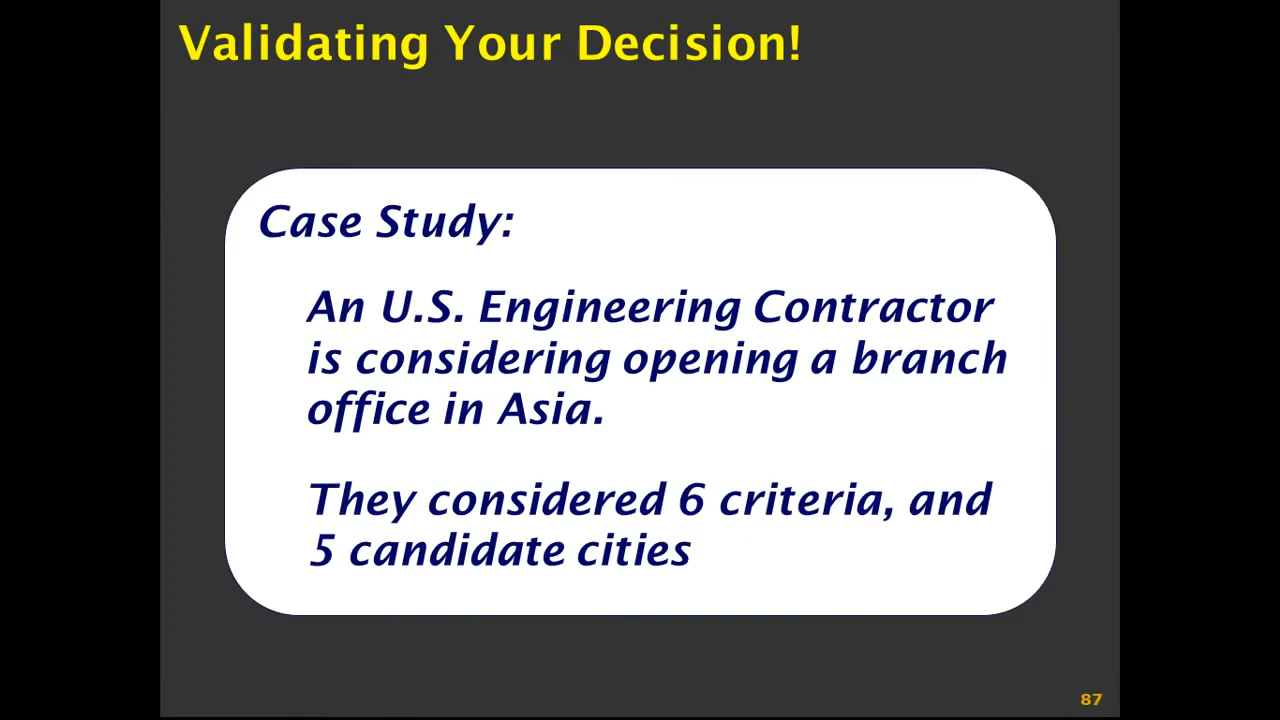 Validating Your Decision!
Case Study:
An U.S. Engineering Contractor
is considering opening a branch
office in Asia.
They considered 6 criteria, and
5 candidate cities
87